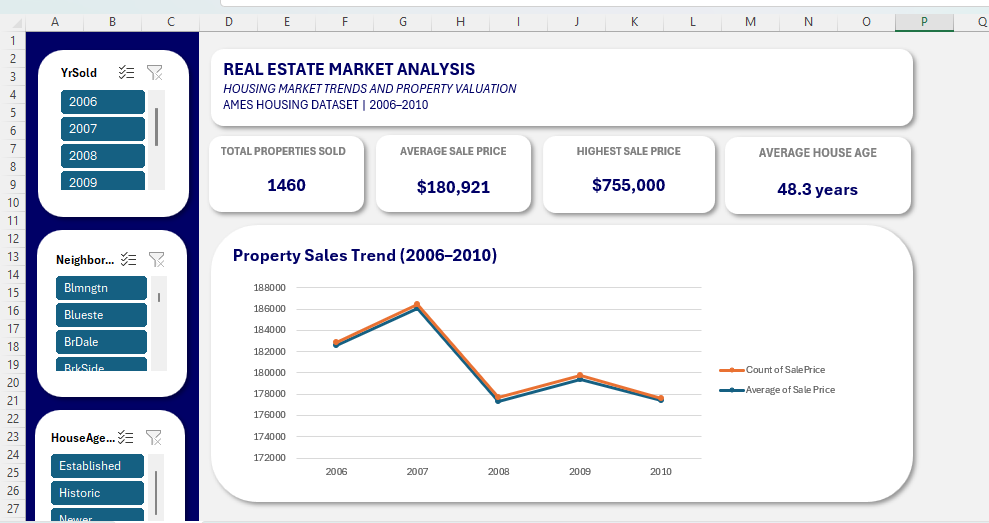 A B C D E F G H I J K L M N O P Q
1
2
3
4
5
6
7
8
9
10
11
12
13
14
15
16
17
18
19
20
21
22
23
24
25
26
27
YrSold
2006
2007
2008
2009
Neighbor...
Blmngtn
Blueste
BrDale
BrkSide
HouseAge...
Established
Historic
Newer
REAL ESTATE MARKET ANALYSIS
HOUSING MARKET TRENDS AND PROPERTY VALUATION
AMES HOUSING DATASET | 2006–2010
TOTAL PROPERTIES SOLD
1460
AVERAGE SALE PRICE
$180,921
HIGHEST SALE PRICE
$755,000
AVERAGE HOUSE AGE
48.3 years
Property Sales Trend (2006–2010)
188000
186000
184000
182000
180000
178000
176000
174000
172000
2006 2007 2008 2009 2010
Count of SalePrice
Average of Sale Price